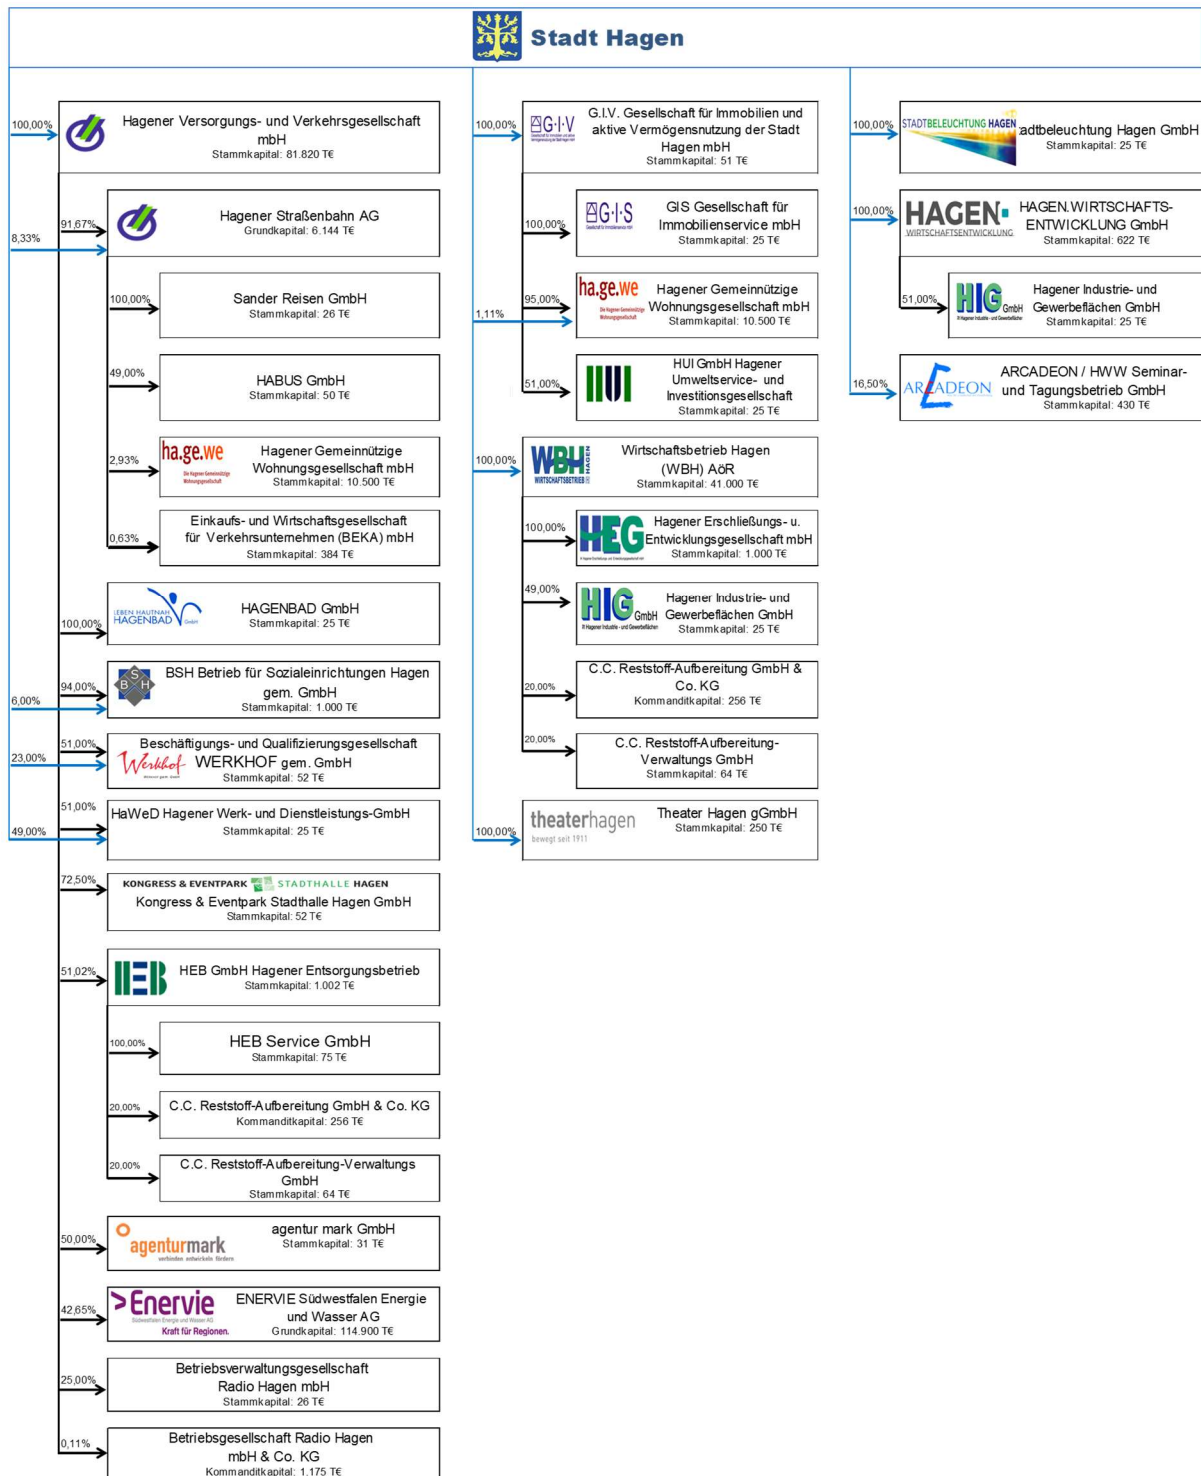 Stadt Hagen
100,00%
Hagener Versorgungs- und Verkehrsgesellschaft
mbH
Stammkapital: 81.820 T€
91,67%
8,33%
Hagener Straßenbahn AG
Grundkapital: 6.144 T€
100,00%
Sander Reisen GmbH
Stammkapital: 26 T€
49,00%
HABUS GmbH
Stammkapital: 50 T€
2,93%
ha.ge.we
Die Hagener Gemeinnützige
Wohnungsgesellschaft
Hagener Gemeinnützige
Wohnungsgesellschaft mbH
Stammkapital: 10.500 T€
0,63%
Einkaufs- und Wirtschaftsgesellschaft
für Verkehrsunternehmen (BEKA) mbH
Stammkapital: 384 T€
100,00%
LEBEN HAUTNAH
HAGENBAD GmbH
HAGENBAD GmbH
Stammkapital: 25 T€
94,00%
6,00%
BSH
BSH Betrieb für Sozialeinrichtungen Hagen
gem. GmbH
Stammkapital: 1.000 T€
51,00%
23,00%
Werkhof
Beschäftigungs- und Qualifizierungsgesellschaft
WERKHOF gem. GmbH
Stammkapital: 52 T€
51,00%
49,00%
HaWeD Hagener Werk- und Dienstleistungs-GmbH
Stammkapital: 25 T€
72,50%
KONGRESS & EVENTPARK STADTHALLE HAGEN
Kongress & Eventpark Stadthalle Hagen GmbH
Stammkapital: 52 T€
51,02%
HEB
HEB GmbH Hagener Entsorgungsbetrieb
Stammkapital: 1.002 T€
100,00%
HEB Service GmbH
Stammkapital: 75 T€
20,00%
C.C. Reststoff-Aufbereitung GmbH & Co. KG
Kommanditkapital: 256 T€
20,00%
C.C. Reststoff-Aufbereitung-Verwaltungs
GmbH
Stammkapital: 64 T€
50,00%
agenturmark
verbinden entwickeln fördern
agentur mark GmbH
Stammkapital: 31 T€
42,65%
>Enervie
Südwestfalen Energie und Wasser AG
Kraft für Regionen.
ENERVIE Südwestfalen Energie
und Wasser AG
Grundkapital: 114.900 T€
25,00%
Betriebsverwaltungsgesellschaft
Radio Hagen mbH
Stammkapital: 26 T€
0,11%
Betriebsgesellschaft Radio Hagen
mbH & Co. KG
Kommanditkapital: 1.175 T€
100,00%
G·I·V
G.I.V. Gesellschaft für Immobilien und
aktive Vermögensnutzung der Stadt
Hagen mbH
Stammkapital: 51 T€
100,00%
G·I·S
GIS Gesellschaft für
Immobilienservice mbH
Stammkapital: 25 T€
95,00%
1,11%
ha.ge.we
Die Hagener Gemeinnützige
Wohnungsgesellschaft
Hagener Gemeinnützige
Wohnungsgesellschaft mbH
Stammkapital: 10.500 T€
51,00%
HUI
HUI GmbH Hagener
Umweltservice- und
Investitionsgesellschaft
Stammkapital: 25 T€
100,00%
WBH HAGEN
WIRTSCHAFTSBETRIEB
Wirtschaftsbetrieb Hagen
(WBH) AöR
Stammkapital: 41.000 T€
100,00%
HEG
Hagener Erschließungs- u.
Entwicklungsgesellschaft mbH
Stammkapital: 1.000 T€
49,00%
HIG GmbH
Hagener Industrie- und
Gewerbeflächen GmbH
Stammkapital: 25 T€
20,00%
C.C. Reststoff-Aufbereitung GmbH &
Co. KG
Kommanditkapital: 256 T€
20,00%
C.C. Reststoff-Aufbereitung-
Verwaltungs GmbH
Stammkapital: 64 T€
100,00%
theaterhagen
bewegt seit 1911
Theater Hagen gGmbH
Stammkapital: 250 T€
100,00%
STADTBELEUCHTUNG HAGEN
adtbeleuchtung Hagen GmbH
Stammkapital: 25 T€
100,00%
HAGEN
WIRTSCHAFTSENTWICKLUNG
HAGEN.WIRTSCHAFTS-
ENTWICKLUNG GmbH
Stammkapital: 622 T€
51,00%
HIG GmbH
Hagener Industrie- und
Gewerbeflächen GmbH
Stammkapital: 25 T€
16,50%
ARCADEON
ARCADEON / HWW Seminar-
und Tagungsbetrieb GmbH
Stammkapital: 430 T€